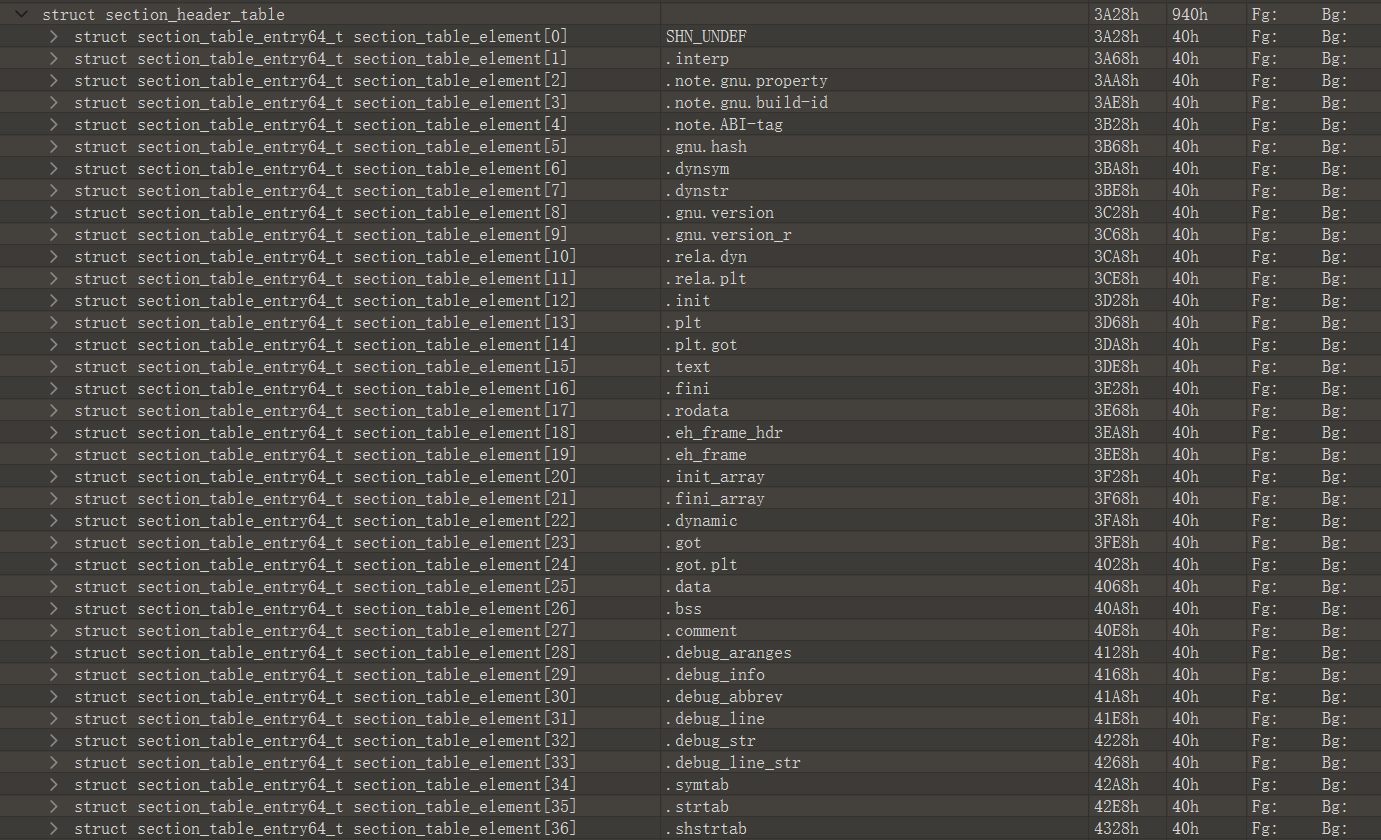 struct section_header_table 3A28h 940h Fg: Bg:
struct section_table_entry64_t section_table_element[0] SHN_UNDEF 3A28h 40h Fg: Bg:
struct section_table_entry64_t section_table_element[1] .interp 3A68h 40h Fg: Bg:
struct section_table_entry64_t section_table_element[2] .note.gnu.property 3AA8h 40h Fg: Bg:
struct section_table_entry64_t section_table_element[3] .note.gnu.build-id 3AE8h 40h Fg: Bg:
struct section_table_entry64_t section_table_element[4] .note.ABI-tag 3B28h 40h Fg: Bg:
struct section_table_entry64_t section_table_element[5] .gnu.hash 3B68h 40h Fg: Bg:
struct section_table_entry64_t section_table_element[6] .dynsym 3BA8h 40h Fg: Bg:
struct section_table_entry64_t section_table_element[7] .dynstr 3BE8h 40h Fg: Bg:
struct section_table_entry64_t section_table_element[8] .gnu.version 3C28h 40h Fg: Bg:
struct section_table_entry64_t section_table_element[9] .gnu.version_r 3C68h 40h Fg: Bg:
struct section_table_entry64_t section_table_element[10] .rela.dyn 3CA8h 40h Fg: Bg:
struct section_table_entry64_t section_table_element[11] .rela.plt 3CE8h 40h Fg: Bg:
struct section_table_entry64_t section_table_element[12] .init 3D28h 40h Fg: Bg:
struct section_table_entry64_t section_table_element[13] .plt 3D68h 40h Fg: Bg:
struct section_table_entry64_t section_table_element[14] .plt.got 3DA8h 40h Fg: Bg:
struct section_table_entry64_t section_table_element[15] .text 3DE8h 40h Fg: Bg:
struct section_table_entry64_t section_table_element[16] .fini 3E28h 40h Fg: Bg:
struct section_table_entry64_t section_table_element[17] .rodata 3E68h 40h Fg: Bg:
struct section_table_entry64_t section_table_element[18] .eh_frame_hdr 3EA8h 40h Fg: Bg:
struct section_table_entry64_t section_table_element[19] .eh_frame 3EE8h 40h Fg: Bg:
struct section_table_entry64_t section_table_element[20] .init_array 3F28h 40h Fg: Bg:
struct section_table_entry64_t section_table_element[21] .fini_array 3F68h 40h Fg: Bg:
struct section_table_entry64_t section_table_element[22] .dynamic 3FA8h 40h Fg: Bg:
struct section_table_entry64_t section_table_element[23] .got 3FE8h 40h Fg: Bg:
struct section_table_entry64_t section_table_element[24] .got.plt 4028h 40h Fg: Bg:
struct section_table_entry64_t section_table_element[25] .data 4068h 40h Fg: Bg:
struct section_table_entry64_t section_table_element[26] .bss 40A8h 40h Fg: Bg:
struct section_table_entry64_t section_table_element[27] .comment 40E8h 40h Fg: Bg:
struct section_table_entry64_t section_table_element[28] .debug_aranges 4128h 40h Fg: Bg:
struct section_table_entry64_t section_table_element[29] .debug_info 4168h 40h Fg: Bg:
struct section_table_entry64_t section_table_element[30] .debug_abbrev 41A8h 40h Fg: Bg:
struct section_table_entry64_t section_table_element[31] .debug_line 41E8h 40h Fg: Bg:
struct section_table_entry64_t section_table_element[32] .debug_str 4228h 40h Fg: Bg:
struct section_table_entry64_t section_table_element[33] .debug_line_str 4268h 40h Fg: Bg:
struct section_table_entry64_t section_table_element[34] .symtab 42A8h 40h Fg: Bg:
struct section_table_entry64_t section_table_element[35] .strtab 42E8h 40h Fg: Bg:
struct section_table_entry64_t section_table_element[36] .shstrtab 4328h 40h Fg: Bg: